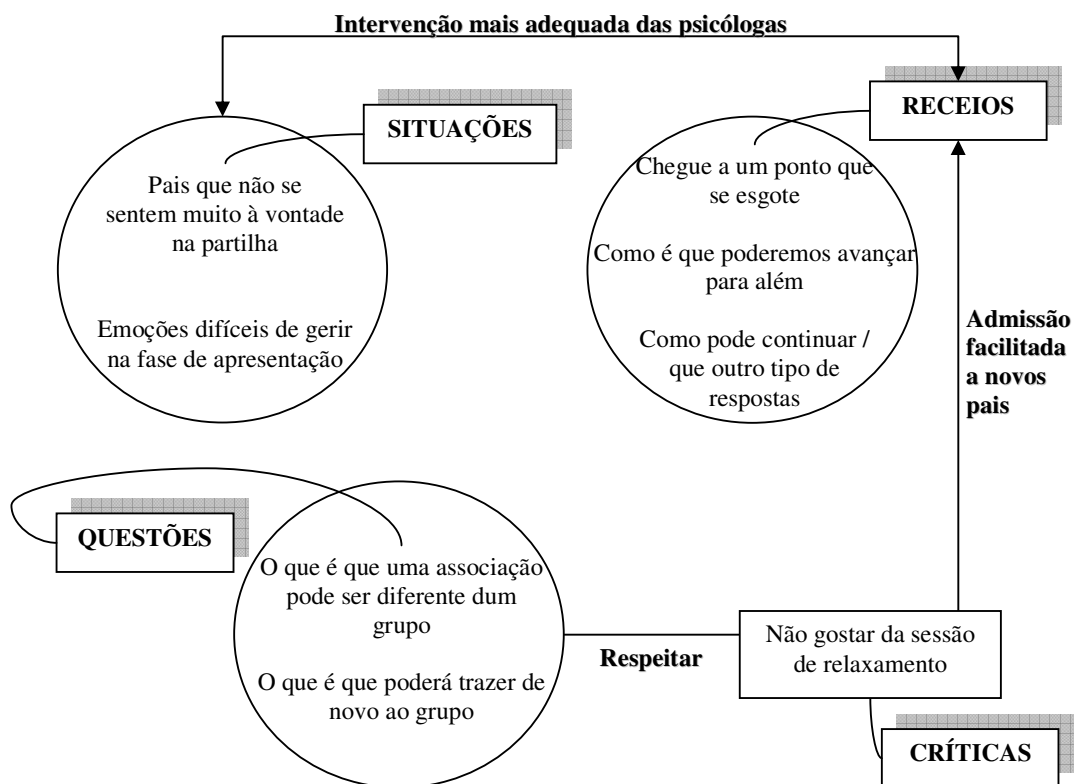 Intervenção mais adequada das psicólogas
SITUAÇÕES
Pais que não se
sentem muito à vontade
na partilha
Emoções difíceis de gerir
na fase de apresentação
RECEIOS
Chegue a um ponto que
se esgote
Como é que poderemos avançar
para além
Como pode continuar /
que outro tipo de
respostas
Admissão
facilitada
a novos
pais
QUESTÕES
O que é que uma associação
pode ser diferente dum
grupo
O que é que poderá trazer de
novo ao grupo
Respeitar
Não gostar da sessão
de relaxamento
CRÍTICAS